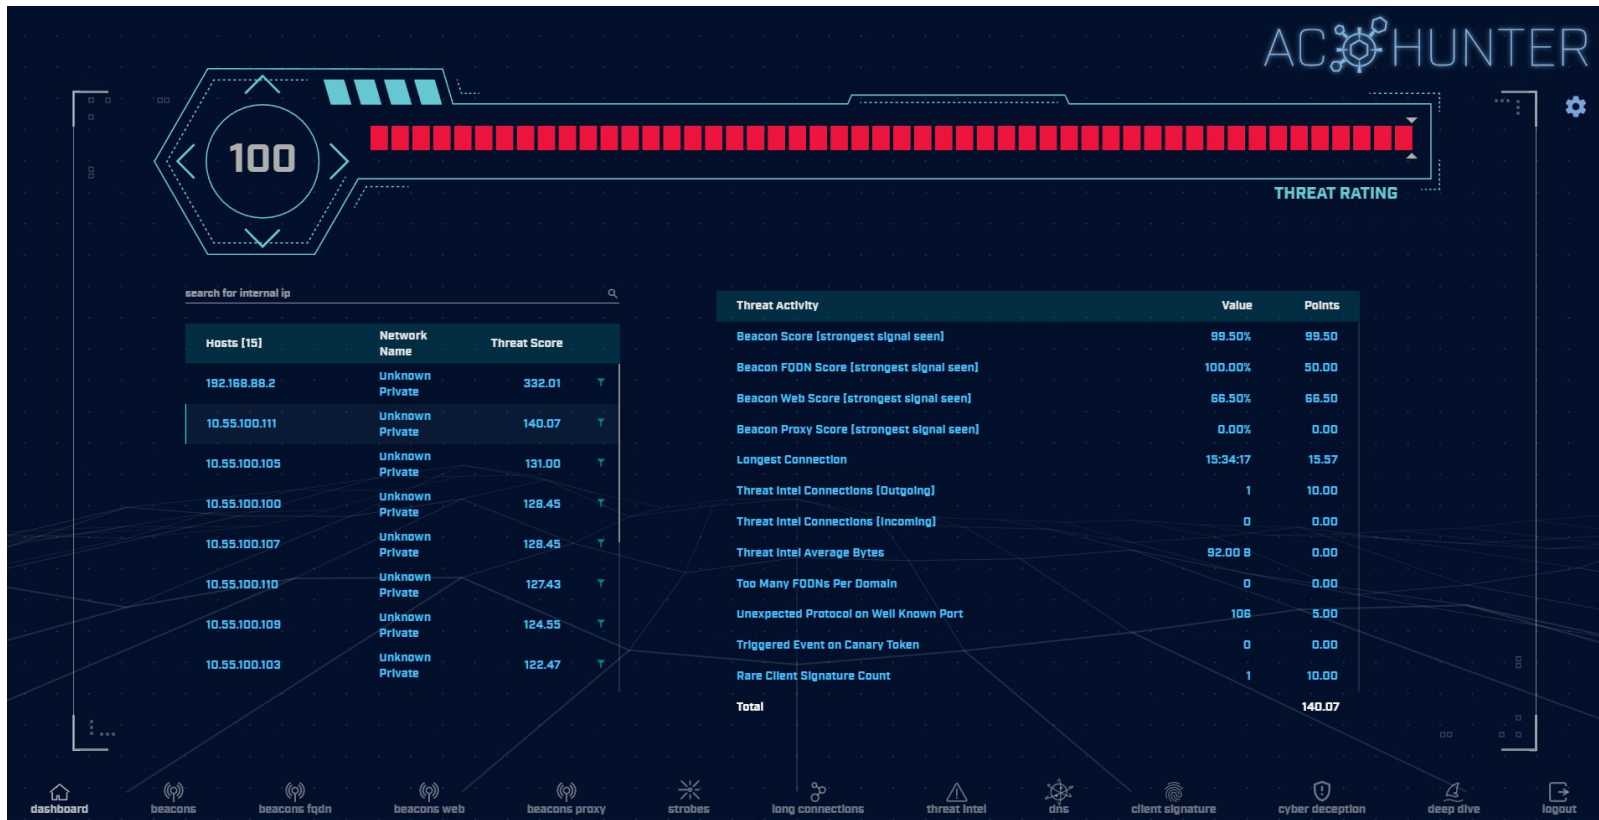 AC HUNTER
100
THREAT RATING
search for internal ip
Hosts [15] Network Name Threat Score
192.168.88.2 Unknown Private 332.01
10.55.100.111 Unknown Private 140.07
10.55.100.105 Unknown Private 131.00
10.55.100.100 Unknown Private 128.45
10.55.100.107 Unknown Private 128.45
10.55.100.110 Unknown Private 127.43
10.55.100.109 Unknown Private 124.55
10.55.100.103 Unknown Private 122.47
Threat Activity Value Points
Beacon Score [strongest signal seen] 99.50% 99.50
Beacon FQDN Score [strongest signal seen] 100.00% 50.00
Beacon Web Score [strongest signal seen] 66.50% 66.50
Beacon Proxy Score [strongest signal seen] 0.00% 0.00
Longest Connection 15:34:17 15.57
Threat Intel Connections [Outgoing] 1 10.00
Threat Intel Connections [Incoming] 0 0.00
Threat Intel Average Bytes 92.00 B 0.00
Too Many FQDNs Per Domain 0 0.00
Unexpected Protocol on Well Known Port 106 5.00
Triggered Event on Canary Token 0 0.00
Rare Client Signature Count 1 10.00
Total 140.07
dashboard beacons beacons fqdn beacons web beacons proxy strobes long connections threat intel dns client signature cyber deception deep dive logout